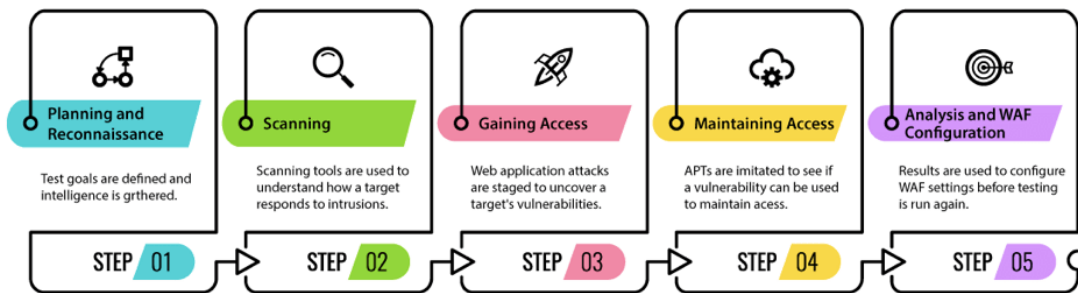 Planning and
Reconnaissance
Test goals are defined and
intelligence is grthered.
STEP 01
Scanning
Scanning tools are used to
understand how a target
responds to intrusions.
STEP 02
Gaining Access
Web application attacks
are staged to uncover a
target's vulnerabilities.
STEP 03
Maintaining Access
APTs are imitated to see if
a vulnerability can be used
to maintain acess.
STEP 04
Analysis and WAF
Configuration
Results are used to configure
WAF settings before testing
is run again.
STEP 05